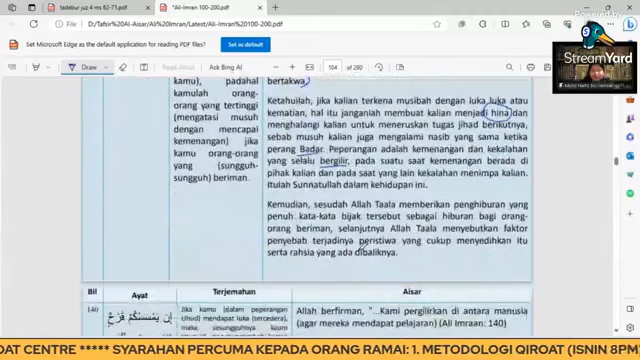 tadabur juz 4 ms 62-71.pdf
"Ali-Imran 100-200.pdf
File
D:/Tafsir%20Al-Aisar/Ali%20Imran/Latest/Ali-Imran%20100-200.pdf
Powered by
StreamYard
Set Microsoft Edge as the default application for reading PDF files?
Set as default
Draw
Ask Bing AI
104 of 290
kamu), padahal
kamulah orang-
orang yang tertinggi
(mengatasi musuh
dengan mencapai
kemenangan) jika
kamu orang-orang
yang (sungguh-
sungguh) beriman.
bertakwa,
Ketahuilah, jika kalian terkena musibah dengan luka luka atau
kematian, hal itu janganlah membuat kalian menjadi hina dan
menghalangi kalian untuk meneruskan tugas jihad berikutnya,
sebab musuh kalian juga mengalami nasib yang sama ketika
perang Badar. Peperangan adalah kemenangan dan kekalahan
yang selalu bergilir, pada suatu saat kemenangan berada di
pihak kalian dan pada saat yang lain kekalahan menimpa kalian.
Itulah Sunnatullah dalam kehidupan ini.
Kemudian, sesudah Allah Taala memberikan penghiburan yang
penuh kata-kata bijak tersebut sebagai hiburan bagi orang-
orang beriman, selanjutnya Allah Taala menyebutkan faktor
penyebab terjadinya peristiwa yang cukup menyedihkan itu
serta rahsia yang ada dibaliknya.
Bil Ayat Terjemahan Aisar
140
إِن يَمْسَسْكُمْ قَرْحٌ
Jika kamu (dalam peperangan
Uhud) mendapat luka (tercedera),
maka sesungguhnya kaum
Allah berfirman, "..Kami pergilirkan di antara manusia
(agar mereka mendapat pelajaran) (Ali Imraan: 140)
DAT CENTRE ***** SYARAHAN PERCUMA KEPADA ORANG RAMAI: 1. METODOLOGI QIROAT (ISNIN 8PM